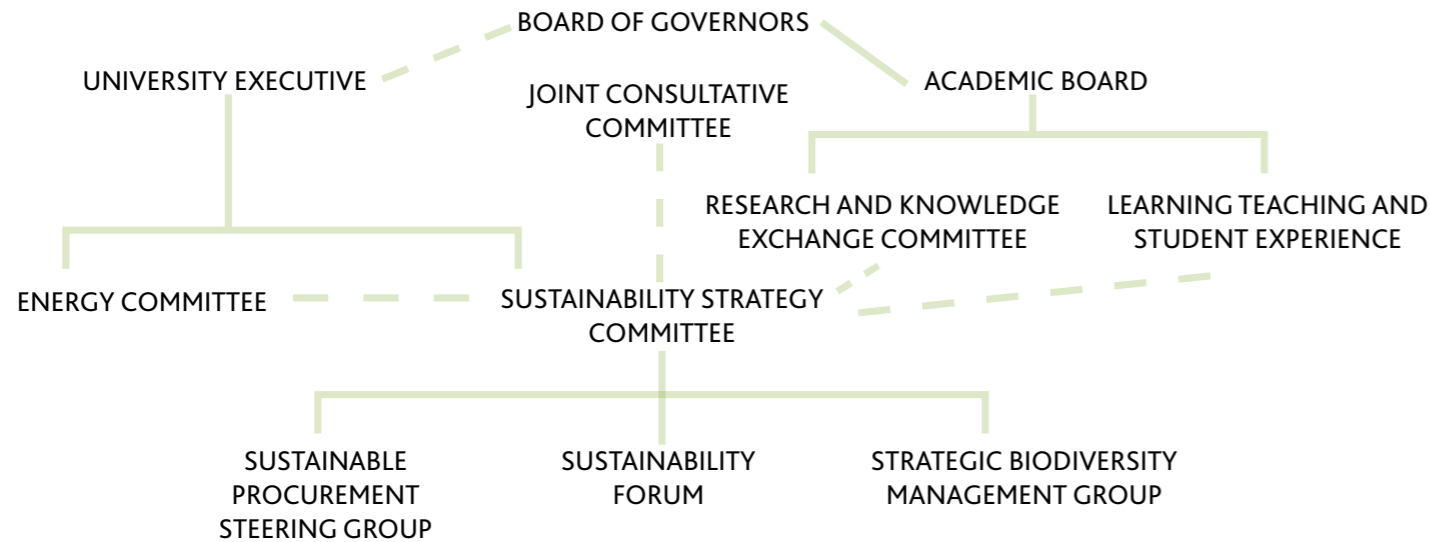 BOARD OF GOVERNORS
UNIVERSITY EXECUTIVE
JOINT CONSULTATIVE
COMMITTEE
ACADEMIC BOARD
RESEARCH AND KNOWLEDGE
EXCHANGE COMMITTEE
LEARNING TEACHING AND
STUDENT EXPERIENCE
ENERGY COMMITTEE
SUSTAINABILITY STRATEGY
COMMITTEE
SUSTAINABLE
PROCUREMENT
STEERING GROUP
SUSTAINABILITY
FORUM
STRATEGIC BIODIVERSITY
MANAGEMENT GROUP